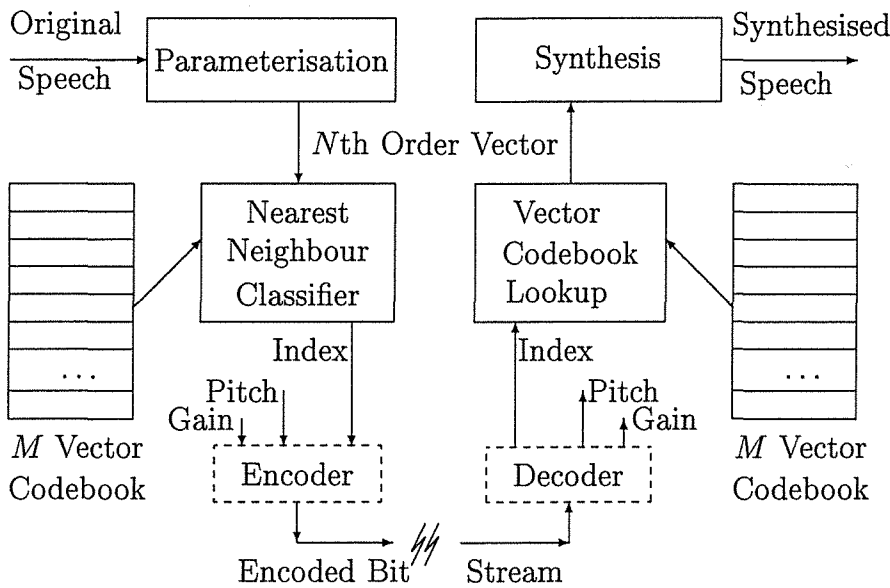 Original
Speech
Parameterisation
Synthesis
Synthesised
Speech
Nth Order Vector
Nearest
Neighbour
Classifier
Vector
Codebook
Lookup
...
...
Index
Index
Pitch
Gain
Pitch
Gain
M Vector
Codebook
Encoder
Decoder
M Vector
Codebook
Encoded Bit
Stream